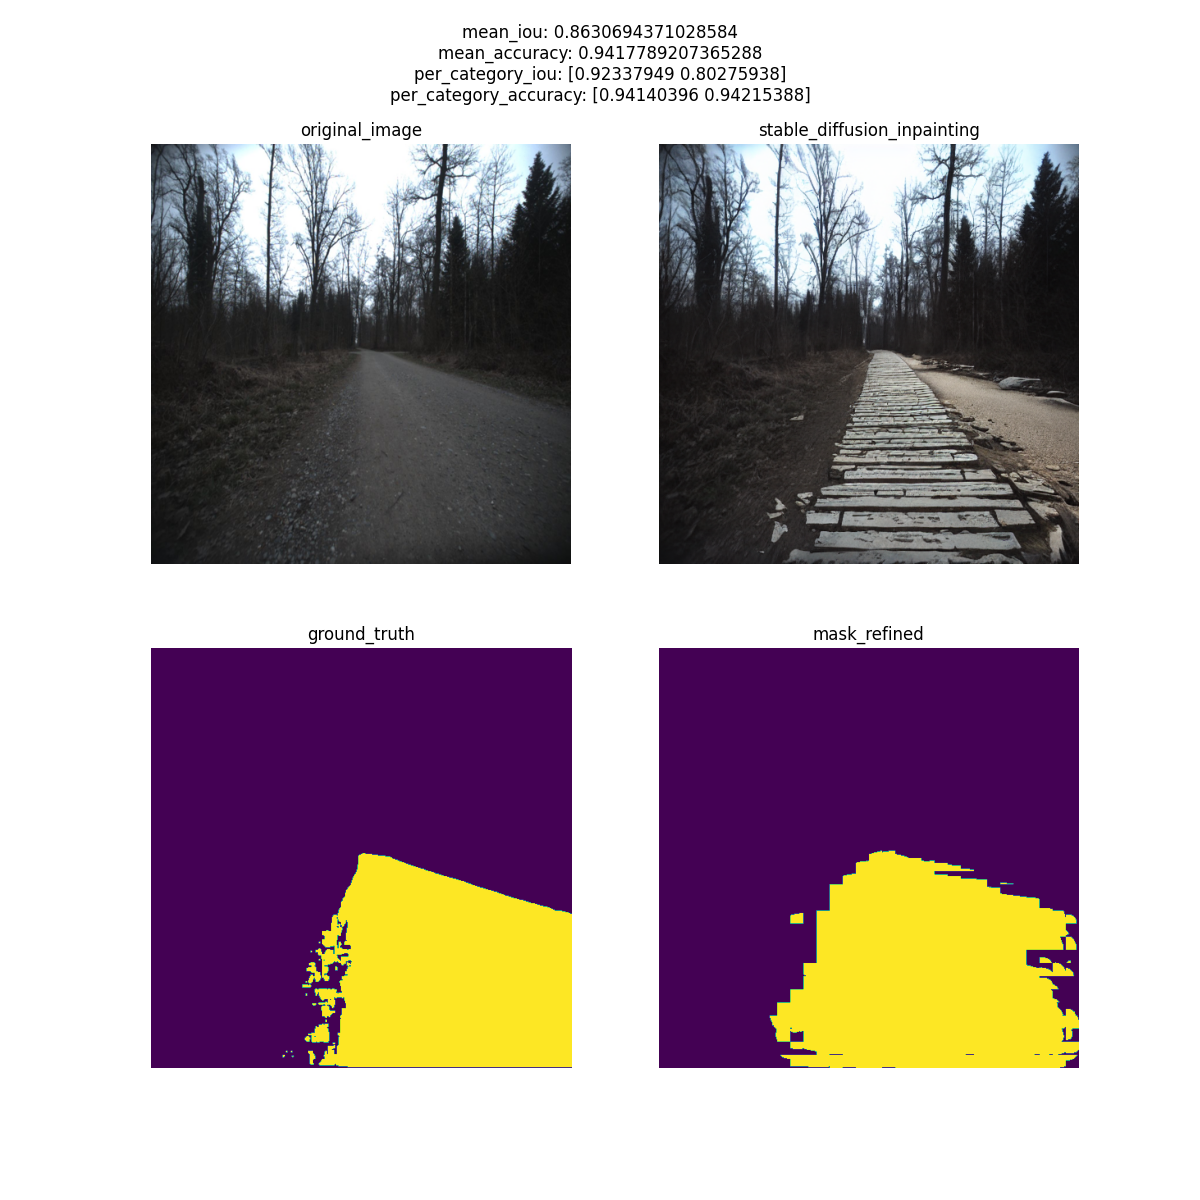 mean_iou: 0.8630694371028584
mean_accuracy: 0.9417789207365288
per_category_iou: [0.92337949 0.80275938]
per_category_accuracy: [0.94140396 0.94215388]
original_image
stable_diffusion_inpainting
ground_truth
mask_refined